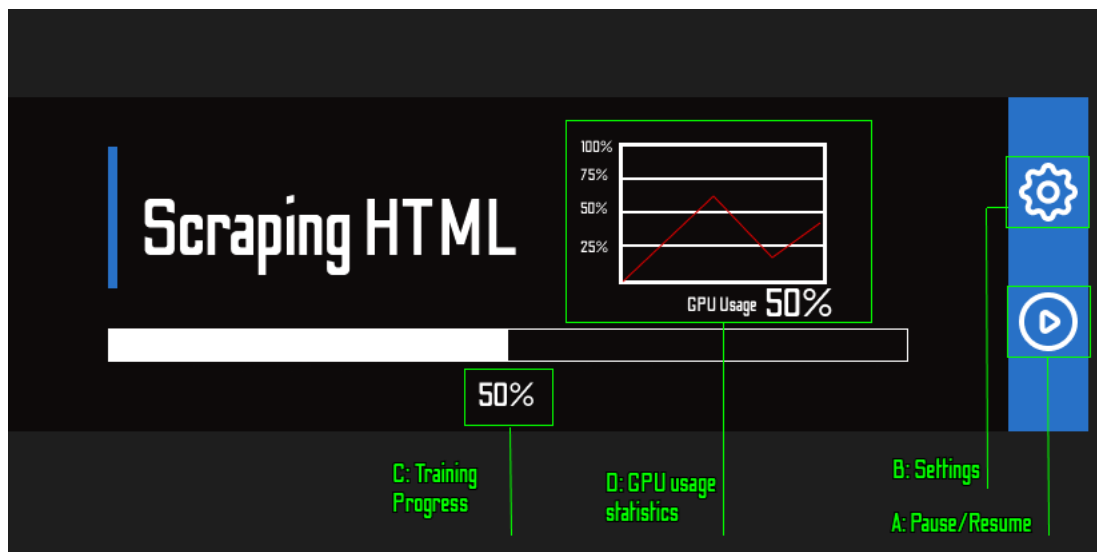 100%
75%
50%
25%
Scraping HTML
GPU Usage 50%
50%
C: Training
Progress
D: GPU usage
statistics
B: Settings
A: Pause/Resume